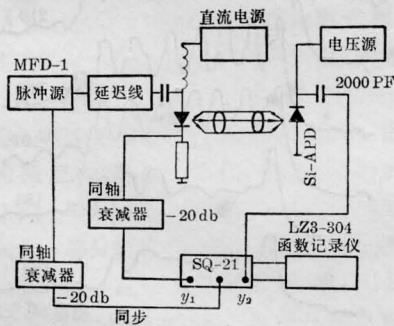 直流电源
电压源
MFD-1
脉冲源
延迟线
2000 PF
Si-APD
同轴
衰减器
-20 db
LZ3-304
函数记录仪
同轴
衰减器
-20 db
SQ-21
y₁
y₂
同步